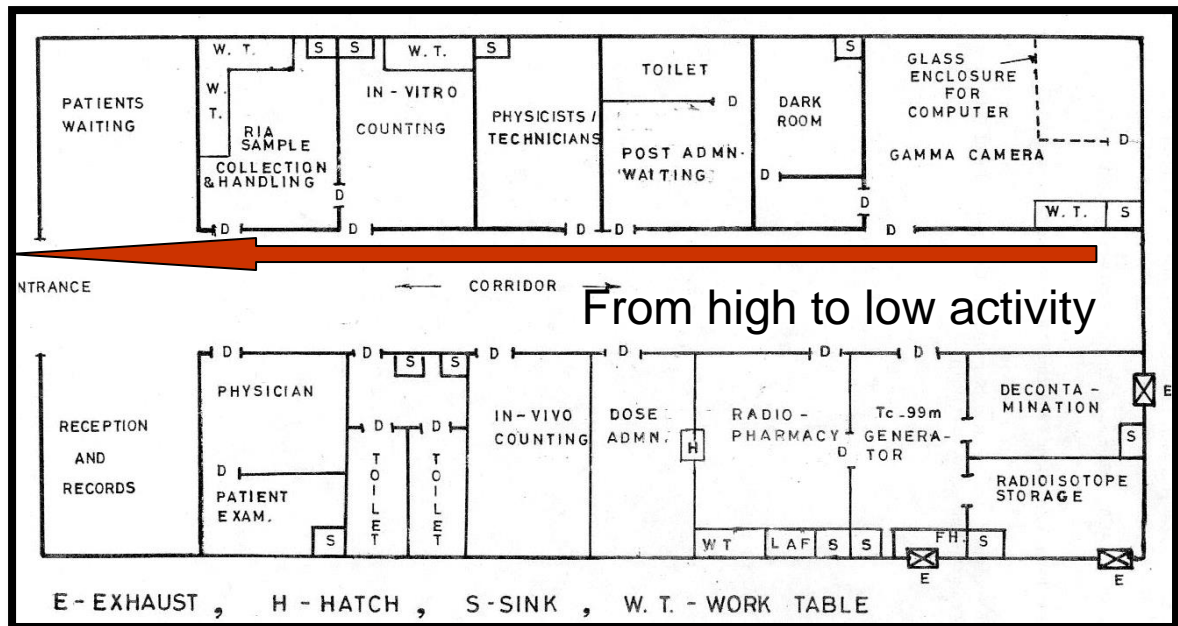 PATIENTS
WAITING
W. T.
W.
T.
S
RIA
SAMPLE
COLLECTION
& HANDLING
D
D
S
W. T.
IN - VITRO
COUNTING
D
S
PHYSICISTS /
TECHNICIANS
D
TOILET
D
POST ADMN-
WAITING
D
S
DARK
ROOM
D
D
GLASS
ENCLOSURE
FOR
COMPUTER
D
GAMMA CAMERA
W. T.
S
D
NTRANCE
CORRIDOR
From high to low activity
RECEPTION
AND
RECORDS
D
PHYSICIAN
D
PATIENT
EXAM.
S
D
S
S
D
D
TOILET
TOILET
D
IN-VIVO
COUNTING
D
DOSE
ADMN.
H
D
RADIO -
PHARMACY
D
WT
LAF
S
S
D
Tc-99m
GENERA-
TOR
FH.
S
E
DECONTA -
MINATION
S
E
RADIOISOTOPE
STORAGE
E
E-EXHAUST , H-HATCH , S-SINK , W. T. - WORK TABLE